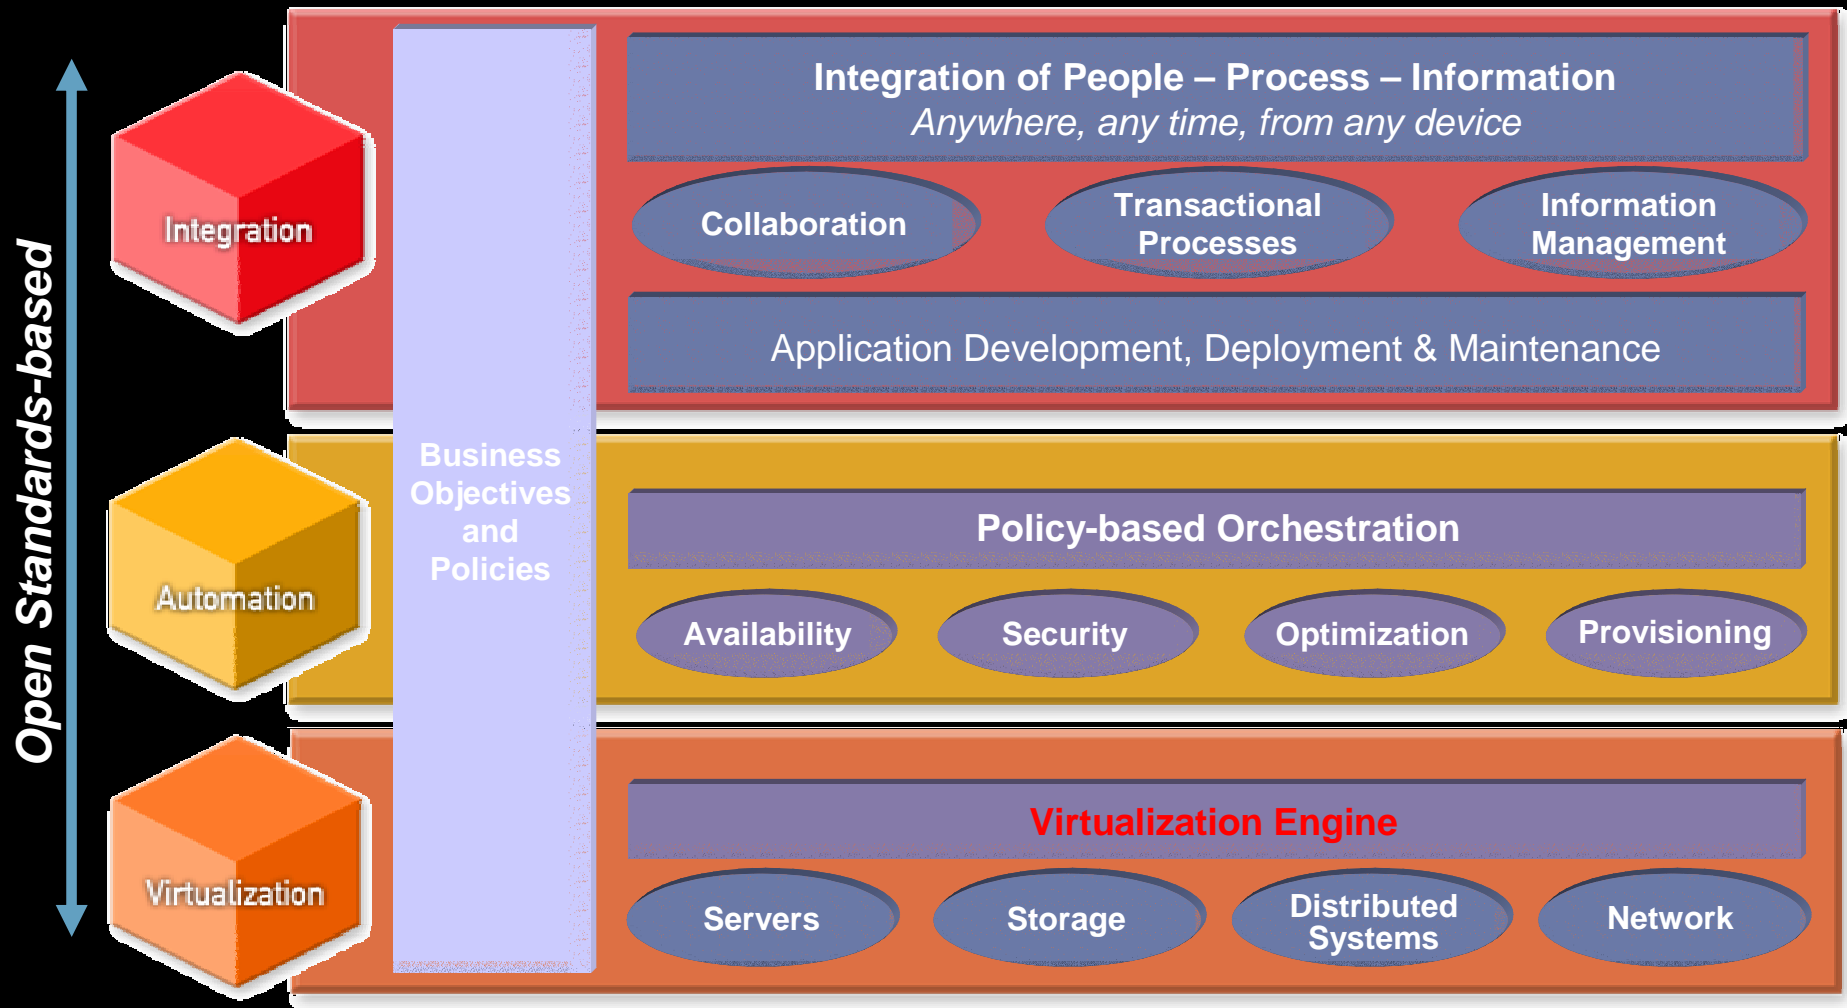 Open Standards-based
Integration
Integration of People – Process – Information
Anywhere, any time, from any device
Collaboration
Transactional
Processes
Information
Management
Application Development, Deployment & Maintenance
Business
Objectives
and
Policies
Automation
Policy-based Orchestration
Availability
Security
Optimization
Provisioning
Virtualization
Virtualization Engine
Servers
Storage
Distributed
Systems
Network